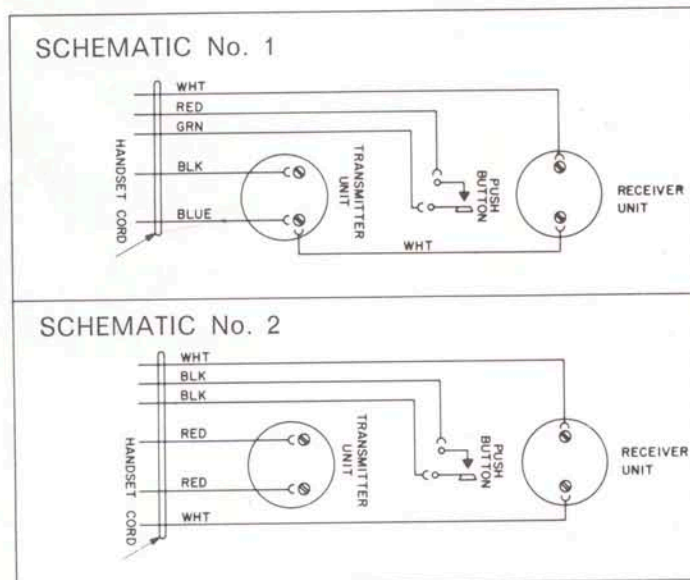 SCHEMATIC No. 1
WHT
RED
GRN
BLK
BLUE
HANDSET CORD
TRANSMITTER
UNIT
PUSH
BUTTON
RECEIVER
UNIT
WHT
SCHEMATIC No. 2
WHT
BLK
BLK
RED
RED
WHT
HANDSET CORD
TRANSMITTER
UNIT
PUSH
BUTTON
RECEIVER
UNIT